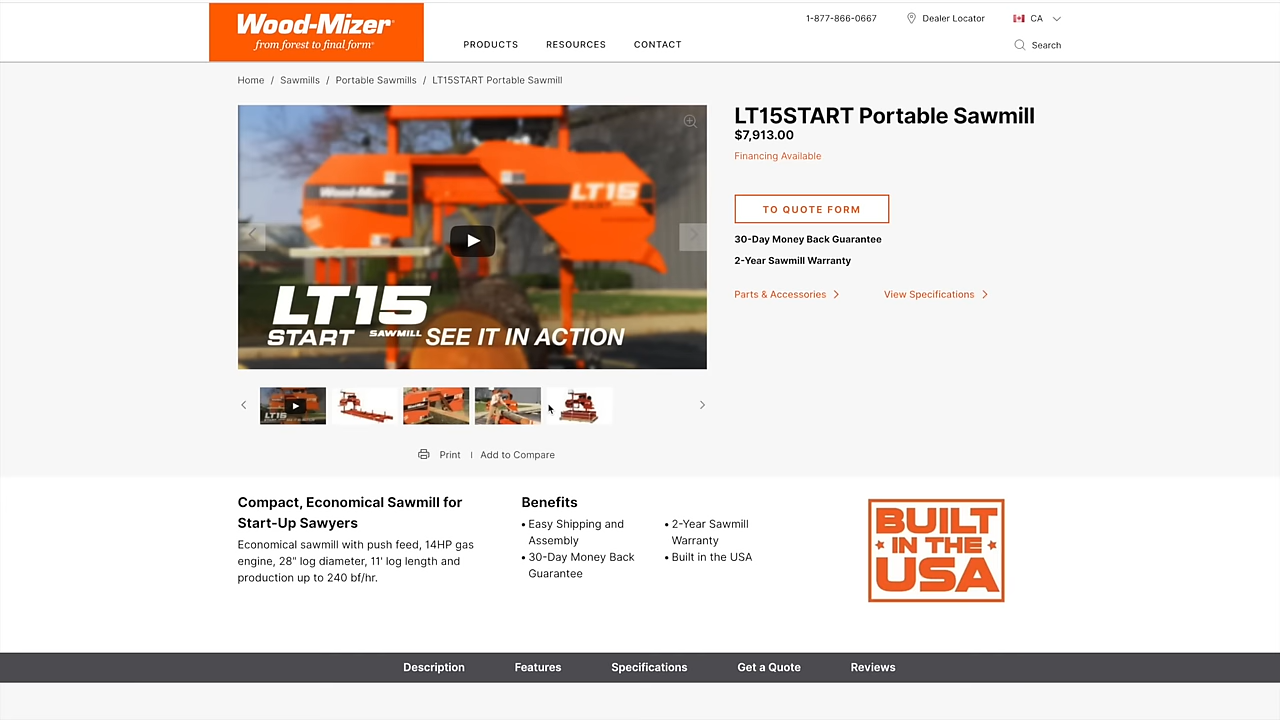 Wood-Mizer
from forest to final form
1-877-866-0667
Dealer Locator
CA
PRODUCTS
RESOURCES
CONTACT
Search
Home / Sawmills / Portable Sawmills / LT15START Portable Sawmill
Wood-Mizer
LT15
START
LT15
START SAWMILL SEE IT IN ACTION
LT15
Print
Add to Compare
LT15START Portable Sawmill
$7,913.00
Financing Available
TO QUOTE FORM
30-Day Money Back Guarantee
2-Year Sawmill Warranty
Parts & Accessories
View Specifications
Compact, Economical Sawmill for
Start-Up Sawyers
Economical sawmill with push feed, 14HP gas
engine, 28" log diameter, 11' log length and
production up to 240 bf/hr.
Benefits
• Easy Shipping and
Assembly
• 30-Day Money Back
Guarantee
• 2-Year Sawmill
Warranty
• Built in the USA
BUILT
IN THE
USA
Description
Features
Specifications
Get a Quote
Reviews